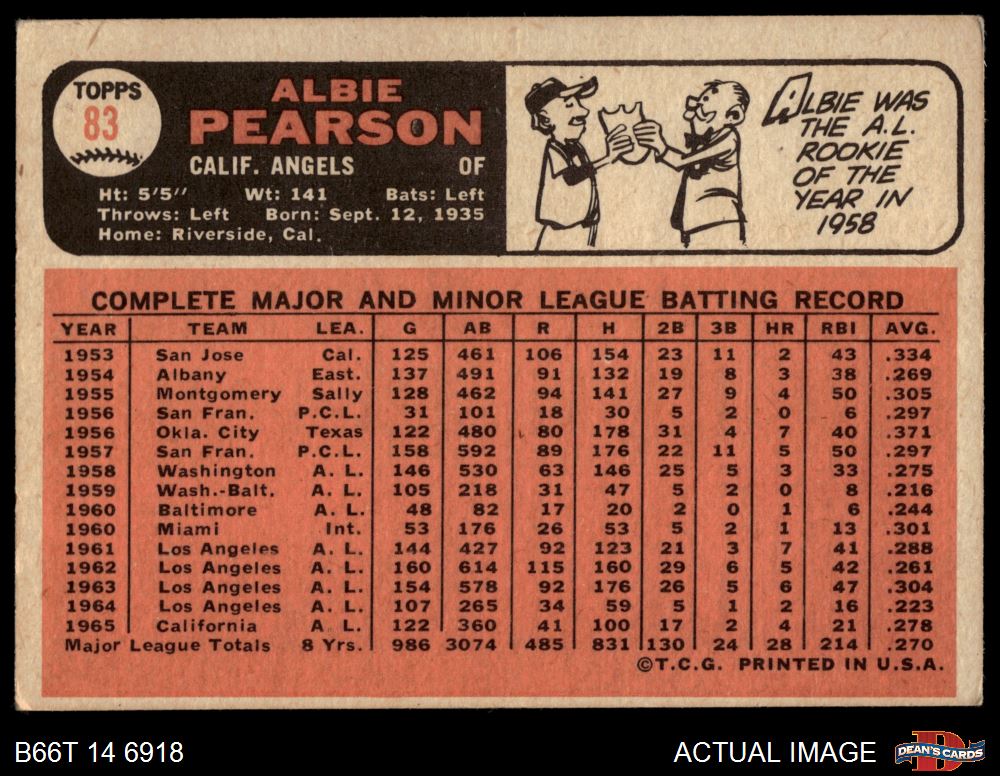 TOPPS
83
ALBIE
PEARSON
CALIF. ANGELS OF
Ht: 5'5" Wt: 141 Bats: Left
Throws: Left Born: Sept. 12, 1935
Home: Riverside, Cal.
ALBIE WAS
THE A.L.
ROOKIE
OF THE
YEAR IN
1958
COMPLETE MAJOR AND MINOR LEAGUE BATTING RECORD
YEAR TEAM LEA. G AB R H 2B 3B HR RBI AVG.
1953 San Jose Cal. 125 461 106 154 23 11 2 43 .334
1954 Albany East. 137 491 91 132 19 8 3 38 .269
1955 Montgomery Sally 128 462 94 141 27 9 4 50 .305
1956 San Fran. P.C.L. 31 101 18 30 5 2 0 6 .297
1956 Okla. City Texas 122 480 80 178 31 4 7 40 .371
1957 San Fran. P.C.L. 158 592 89 176 22 11 5 50 .297
1958 Washington A. L. 146 530 63 146 25 5 3 33 .275
1959 Wash.-Balt. A. L. 105 218 31 47 5 2 0 8 .216
1960 Baltimore A. L. 48 82 17 20 2 0 1 6 .244
1960 Miami Int. 53 176 26 53 5 2 1 13 .301
1961 Los Angeles A. L. 144 427 92 123 21 3 7 41 .288
1962 Los Angeles A. L. 160 614 115 160 29 6 5 42 .261
1963 Los Angeles A. L. 154 578 92 176 26 5 6 47 .304
1964 Los Angeles A. L. 107 265 34 59 5 1 2 16 .223
1965 California A. L. 122 360 41 100 17 2 4 21 .278
Major League Totals 8 Yrs. 986 3074 485 831 130 24 28 214 .270
©T.C.G. PRINTED IN U.S.A.
B66T 14 6918
ACTUAL IMAGE
DEAN'S CARDS